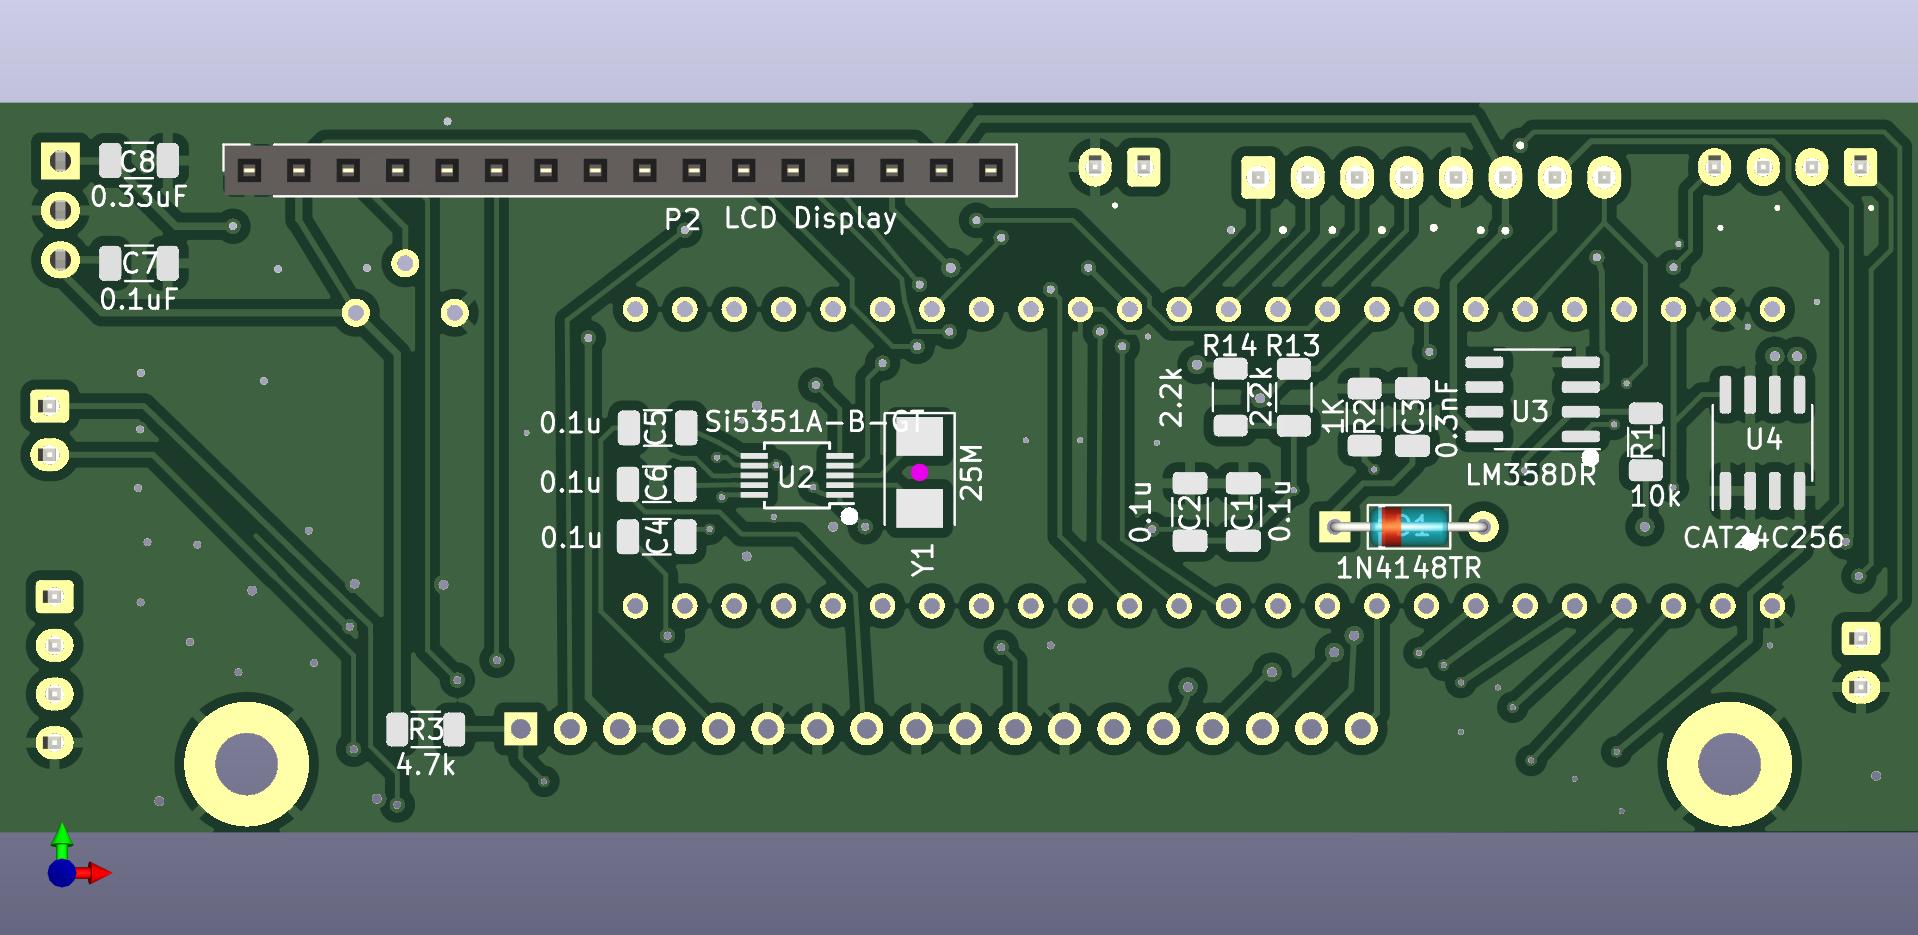 C8
0.33uF
P2 LCD Display
C7
0.1uF
R14 R13
2.2k
2.2k
1K
R2
C3
0.3nF
U3
LM358DR
R1
10k
U4
CAT24C256
0.1u
C5
Si5351A-B-GT
0.1u
C6
U2
25M
0.1u
C4
Y1
0.1u
C2
C1
0.1u
D1
1N4148TR
R3
4.7k